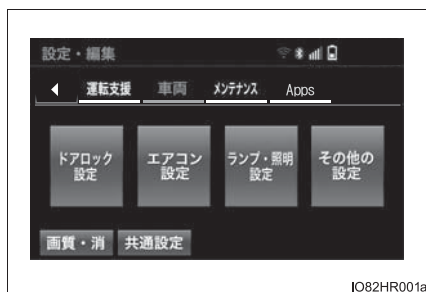 設定・編集
運転支援 車両 メンテナンス Apps
ドアロック エアコン ランプ・照明 その他の
設定 設定 設定 設定
画質・消 共通設定
IO82HR001a